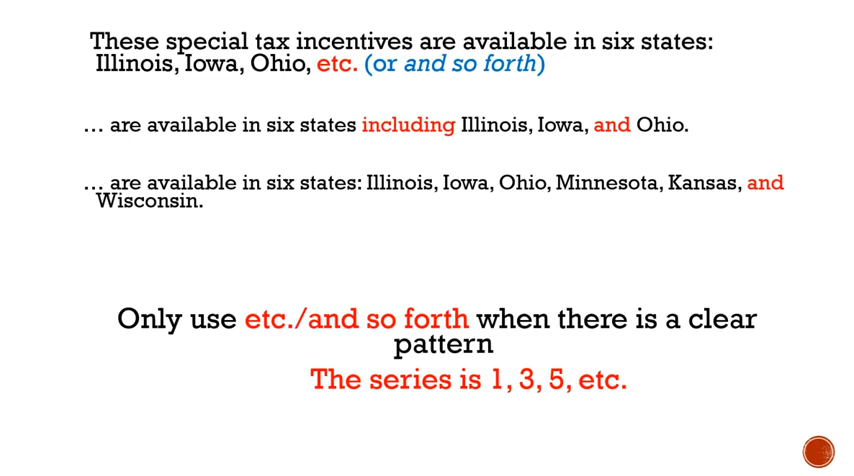 These special tax incentives are available in six states:
Illinois, Iowa, Ohio, etc. (or and so forth)
… are available in six states including Illinois, Iowa, and Ohio.
… are available in six states: Illinois, Iowa, Ohio, Minnesota, Kansas, and
Wisconsin.
Only use etc./and so forth when there is a clear
pattern
The series is 1, 3, 5, etc.